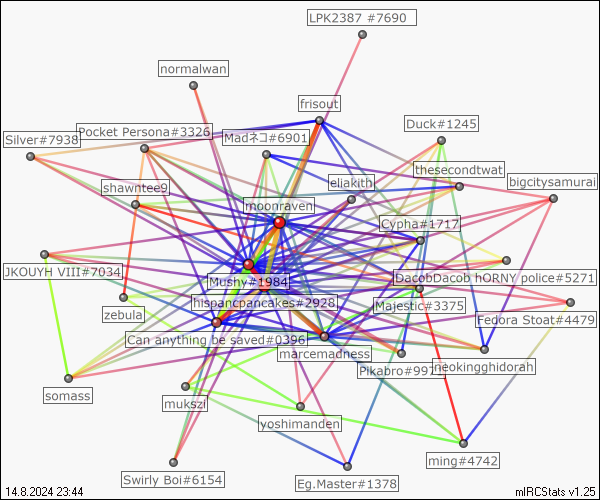 LPK2387 #7690
normalwan
frisout
Duck#1245
Pocket Persona#3326
Silver#7938
Madネコ#6901
thesecondtwat
eliakith
bigcitysamurai
shawntee9
moonraven
Cypha#1717
JKOUYH VIII#7034
Mushy#1984
DacobDacob hORNY police#5271
hispancpancakes#2928
Majestic#3375
zebula
Fedora Stoat#4479
Can anything be saved#0396
marcemadness
neokingghidorah
somass
mukszi
yoshimanden
ming#4742
Swirly Boi#6154
Eg.Master#1378
14.8.2024 23:44
mIRCStats v1.25